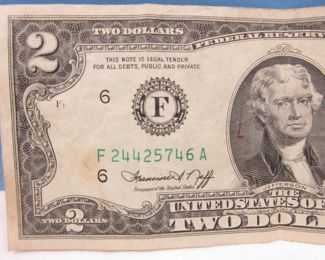 TWO DOLLARS
FEDERAL RESERVE
2
THIS NOTE IS LEGAL TENDER
FOR ALL DEBTS, PUBLIC AND PRIVATE
6
F
F 24425746 A
6
Treasurer of the United States.
JEFFERSON
THE
UNITED STATES OF
2
TWO DOLLARS
TWO DOL